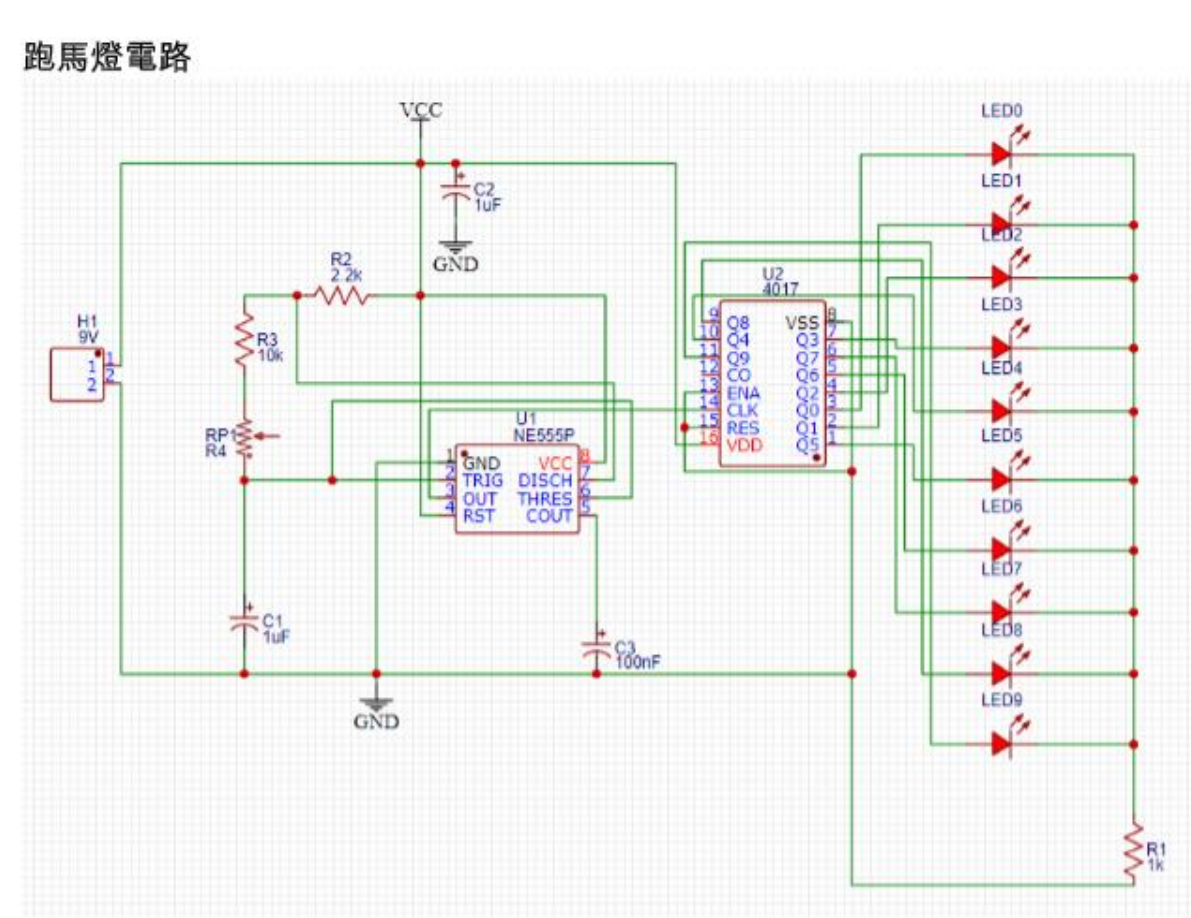 跑馬燈電路
VCC
C2
1uF
GND
R2
2.2k
R3
10k
H1
9V
1
2
1
2
RP1
R4
C1
1uF
GND
U1
NE555P
1 GND VCC 8
2 TRIG DISCH 7
3 OUT THRES 6
4 RST COUT 5
C3
100nF
U2
4017
9 Q8 VSS 8
10 Q4 Q3 7
11 Q9 Q7 6
12 CO Q6 5
13 ENA Q2 4
14 CLK Q0 3
15 RES Q1 2
16 VDD Q5 1
LED0
LED1
LED2
LED3
LED4
LED5
LED6
LED7
LED8
LED9
R1
1k